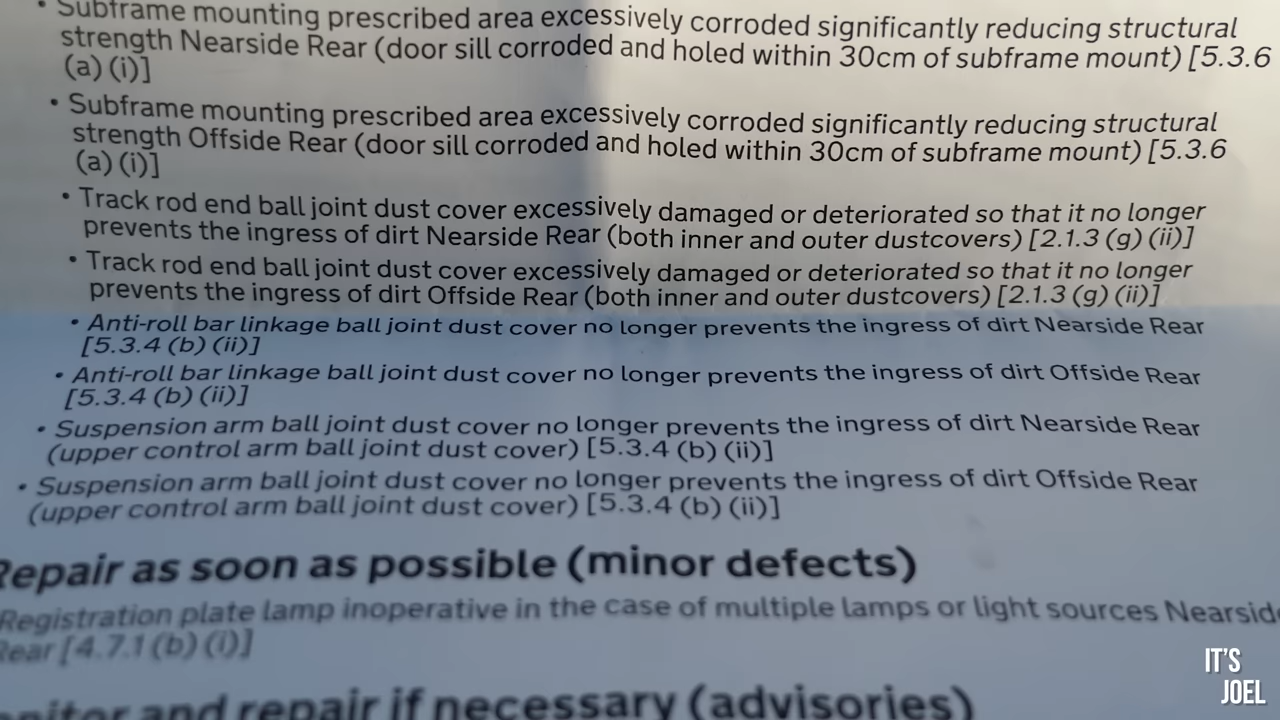 • Subframe mounting prescribed area excessively corroded significantly reducing structural
strength Nearside Rear (door sill corroded and holed within 30cm of subframe mount) [5.3.6
(a) (i)]
• Subframe mounting prescribed area excessively corroded significantly reducing structural
strength Offside Rear (door sill corroded and holed within 30cm of subframe mount) [5.3.6
(a) (i)]
• Track rod end ball joint dust cover excessively damaged or deteriorated so that it no longer
prevents the ingress of dirt Nearside Rear (both inner and outer dustcovers) [2.1.3 (g) (ii)]
• Track rod end ball joint dust cover excessively damaged or deteriorated so that it no longer
prevents the ingress of dirt Offside Rear (both inner and outer dustcovers) [2.1.3 (g) (ii)]
• Anti-roll bar linkage ball joint dust cover no longer prevents the ingress of dirt Nearside Rear
[5.3.4 (b) (ii)]
• Anti-roll bar linkage ball joint dust cover no longer prevents the ingress of dirt Offside Rear
[5.3.4 (b) (ii)]
• Suspension arm ball joint dust cover no longer prevents the ingress of dirt Nearside Rear
(upper control arm ball joint dust cover) [5.3.4 (b) (ii)]
• Suspension arm ball joint dust cover no longer prevents the ingress of dirt Offside Rear
(upper control arm ball joint dust cover) [5.3.4 (b) (ii)]
Repair as soon as possible (minor defects)
Registration plate lamp inoperative in the case of multiple lamps or light sources Nearside
Rear [4.7.1 (b) (i)]
and repair if necessary (advisories)
IT'S
JOEL